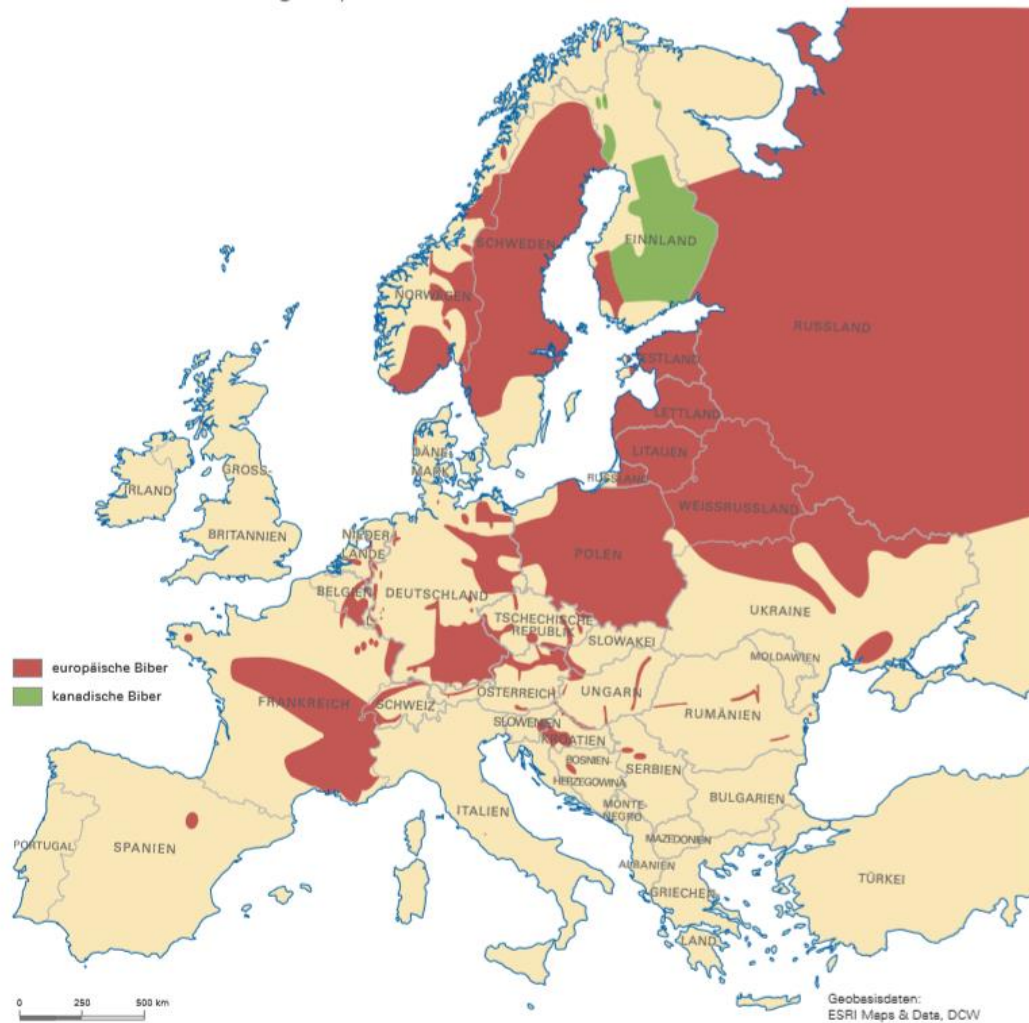 SCHWEDEN
FINNLAND
NORWEGEN
RUSSLAND
ESTLAND
LETTLAND
LITAUEN
RUSSLAND
WEISSRUSSLAND
DÄNE-
MARK
IRLAND
GROSS-
BRITANNIEN
NIEDER
LANDE
BELGIEN
L.
DEUTSCHLAND
POLEN
TSCHECHISCHE
REPUBLIK
SLOWAKEI
UKRAINE
MOLDAWIEN
europäische Biber
kanadische Biber
FRANKREICH
SCHWEIZ
ÖSTERREICH
UNGARN
RUMÄNIEN
SLOWENIEN
KROATIEN
BOSNIEN-
HERZEGOWINA
SERBIEN
MONTE-
NEGRO
BULGARIEN
ITALIEN
MAZEDONIEN
ALBANIEN
GRIECHEN-
LAND
TÜRKEI
PORTUGAL
SPANIEN
0 250 500 km
Geobasisdaten:
ESRI Maps & Data, DCW